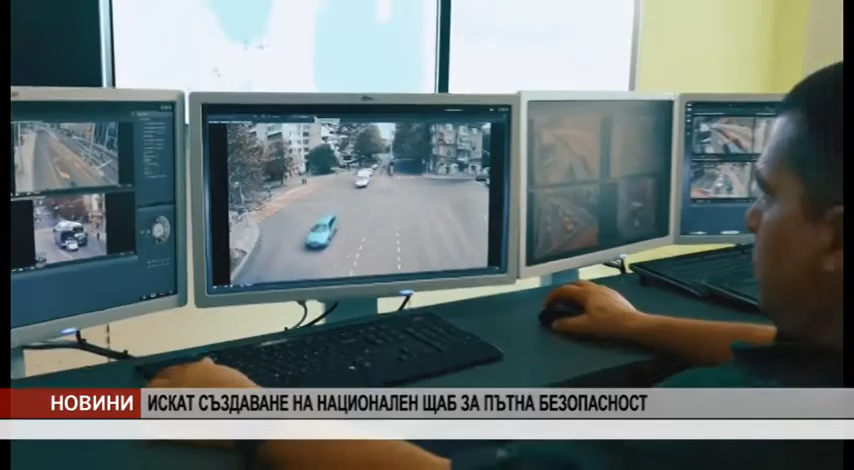 НОВИНИ
ИСКАТ СЪЗДАВАНЕ НА НАЦИОНАЛЕН ЩАБ ЗА ПЪТНА БЕЗОПАСНОСТ